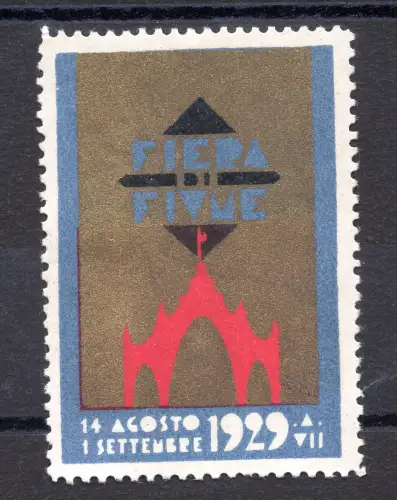 FIERA
DI
FIVME
14 AGOSTO
1 SETTEMBRE
1929 .A.
VII